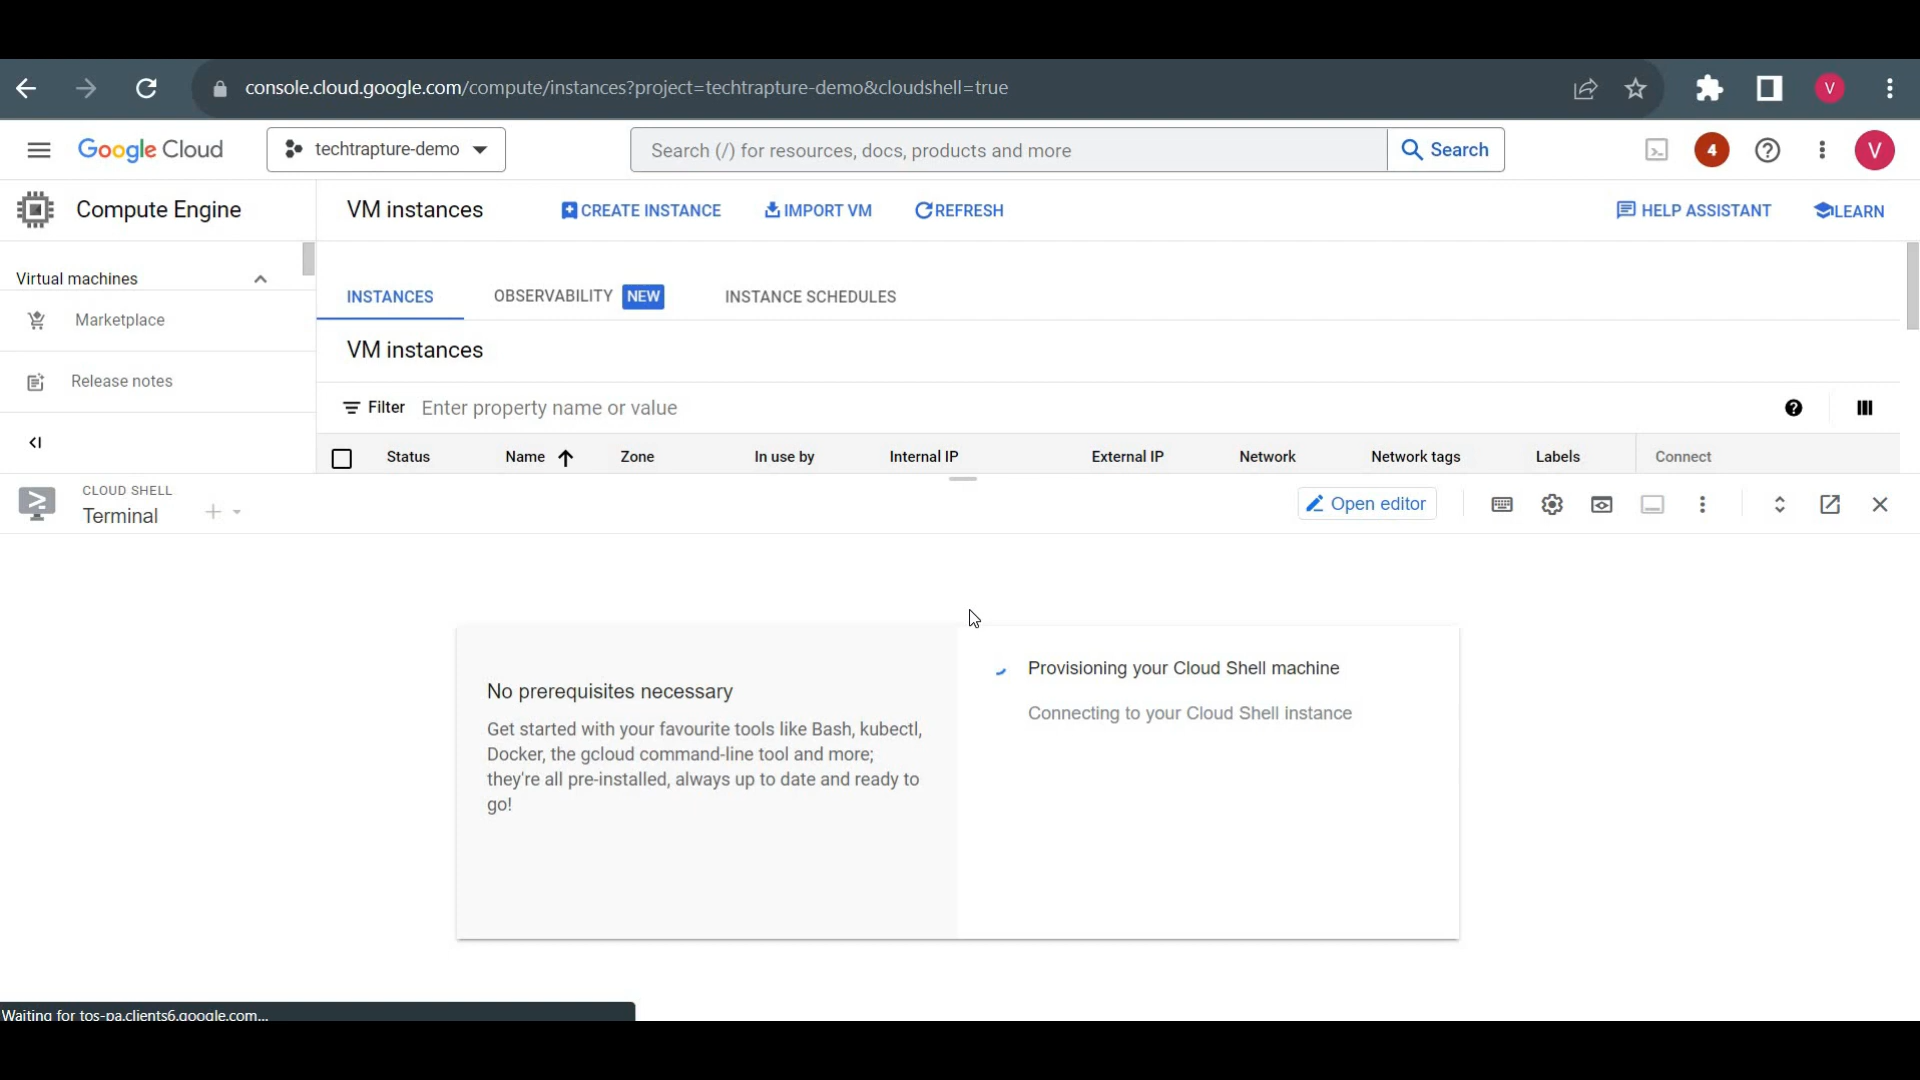 console.cloud.google.com/compute/instances?project=techtrapture-demo&cloudshell=true
V
Google Cloud
techtrapture-demo
Search (/) for resources, docs, products and more
Search
4
V
Compute Engine
VM instances
CREATE INSTANCE
IMPORT VM
REFRESH
HELP ASSISTANT
LEARN
Virtual machines
Marketplace
Release notes
INSTANCES
OBSERVABILITY NEW
INSTANCE SCHEDULES
VM instances
Filter Enter property name or value
Status Name Zone In use by Internal IP External IP Network Network tags Labels Connect
CLOUD SHELL
Terminal
Open editor
No prerequisites necessary
Get started with your favourite tools like Bash, kubectl,
Docker, the gcloud command-line tool and more;
they're all pre-installed, always up to date and ready to
go!
Provisioning your Cloud Shell machine
Connecting to your Cloud Shell instance
Waiting for tos-pa.clients6.google.com...